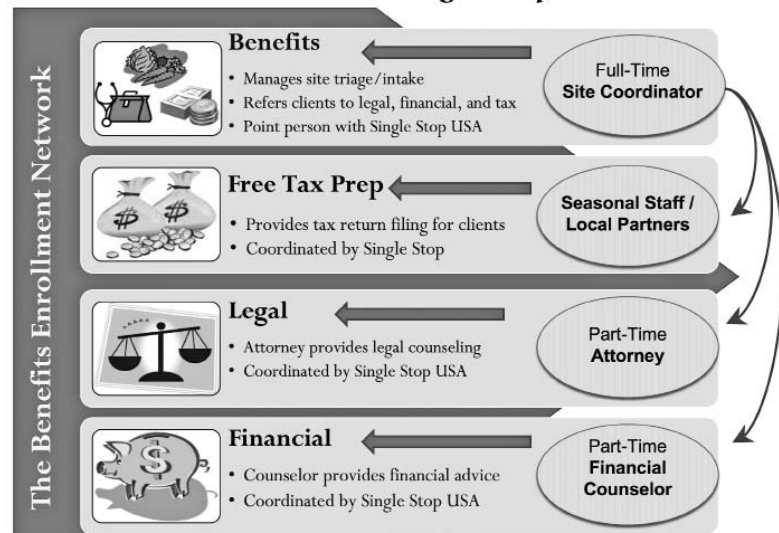 The Benefits Enrollment Network
Benefits
• Manages site triage/intake
• Refers clients to legal, financial, and tax
• Point person with Single Stop USA
Full-Time
Site Coordinator
Free Tax Prep
• Provides tax return filing for clients
• Coordinated by Single Stop
Seasonal Staff /
Local Partners
Legal
• Attorney provides legal counseling
• Coordinated by Single Stop USA
Part-Time
Attorney
Financial
• Counselor provides financial advice
• Coordinated by Single Stop USA
Part-Time
Financial
Counselor